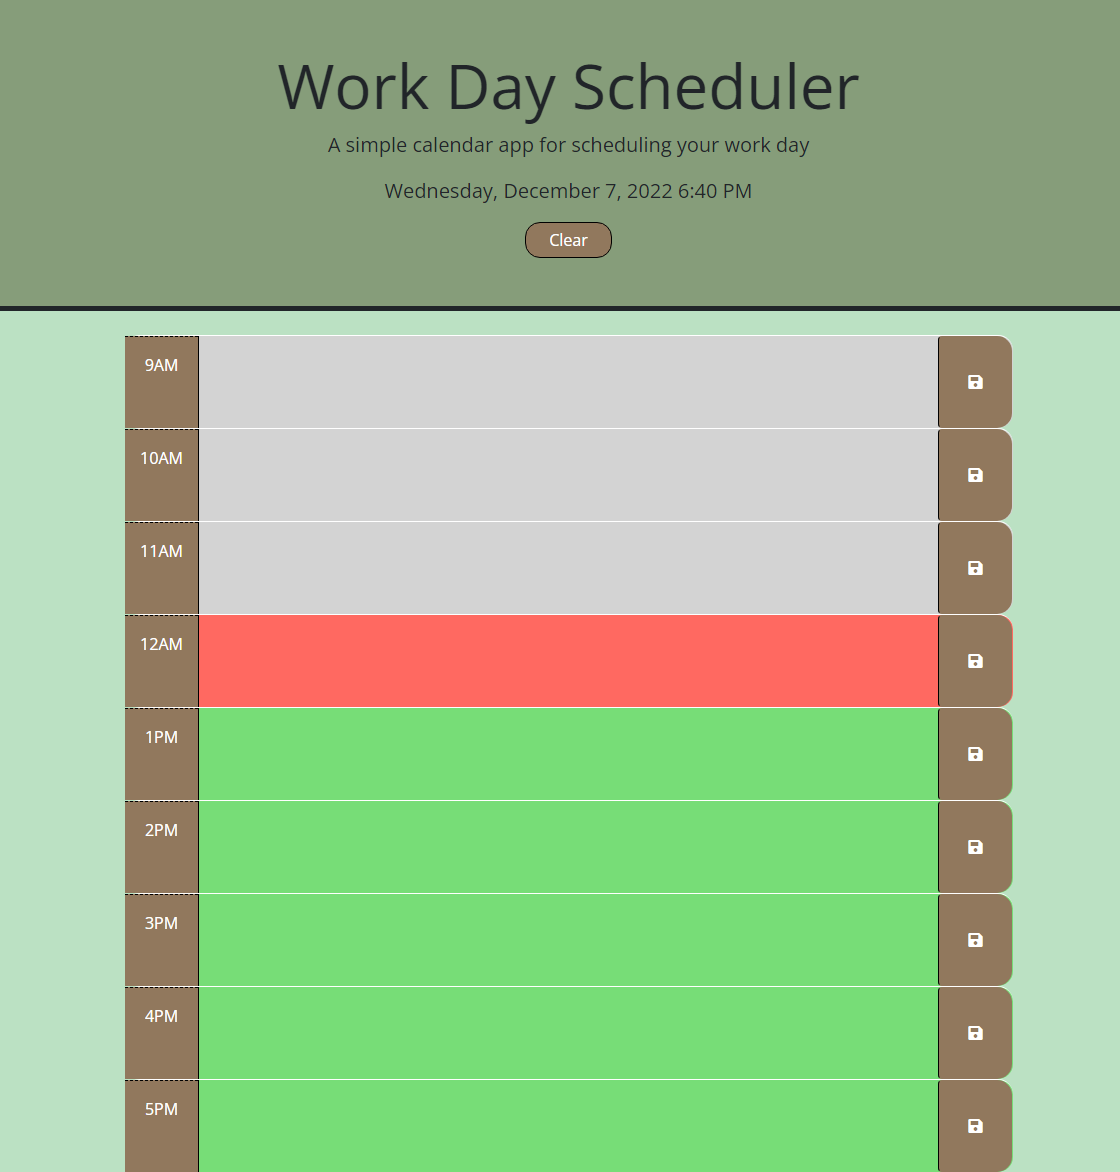 Work Day Scheduler
A simple calendar app for scheduling your work day
Wednesday, December 7, 2022 6:40 PM
Clear
9AM
10AM
11AM
12AM
1PM
2PM
3PM
4PM
5PM